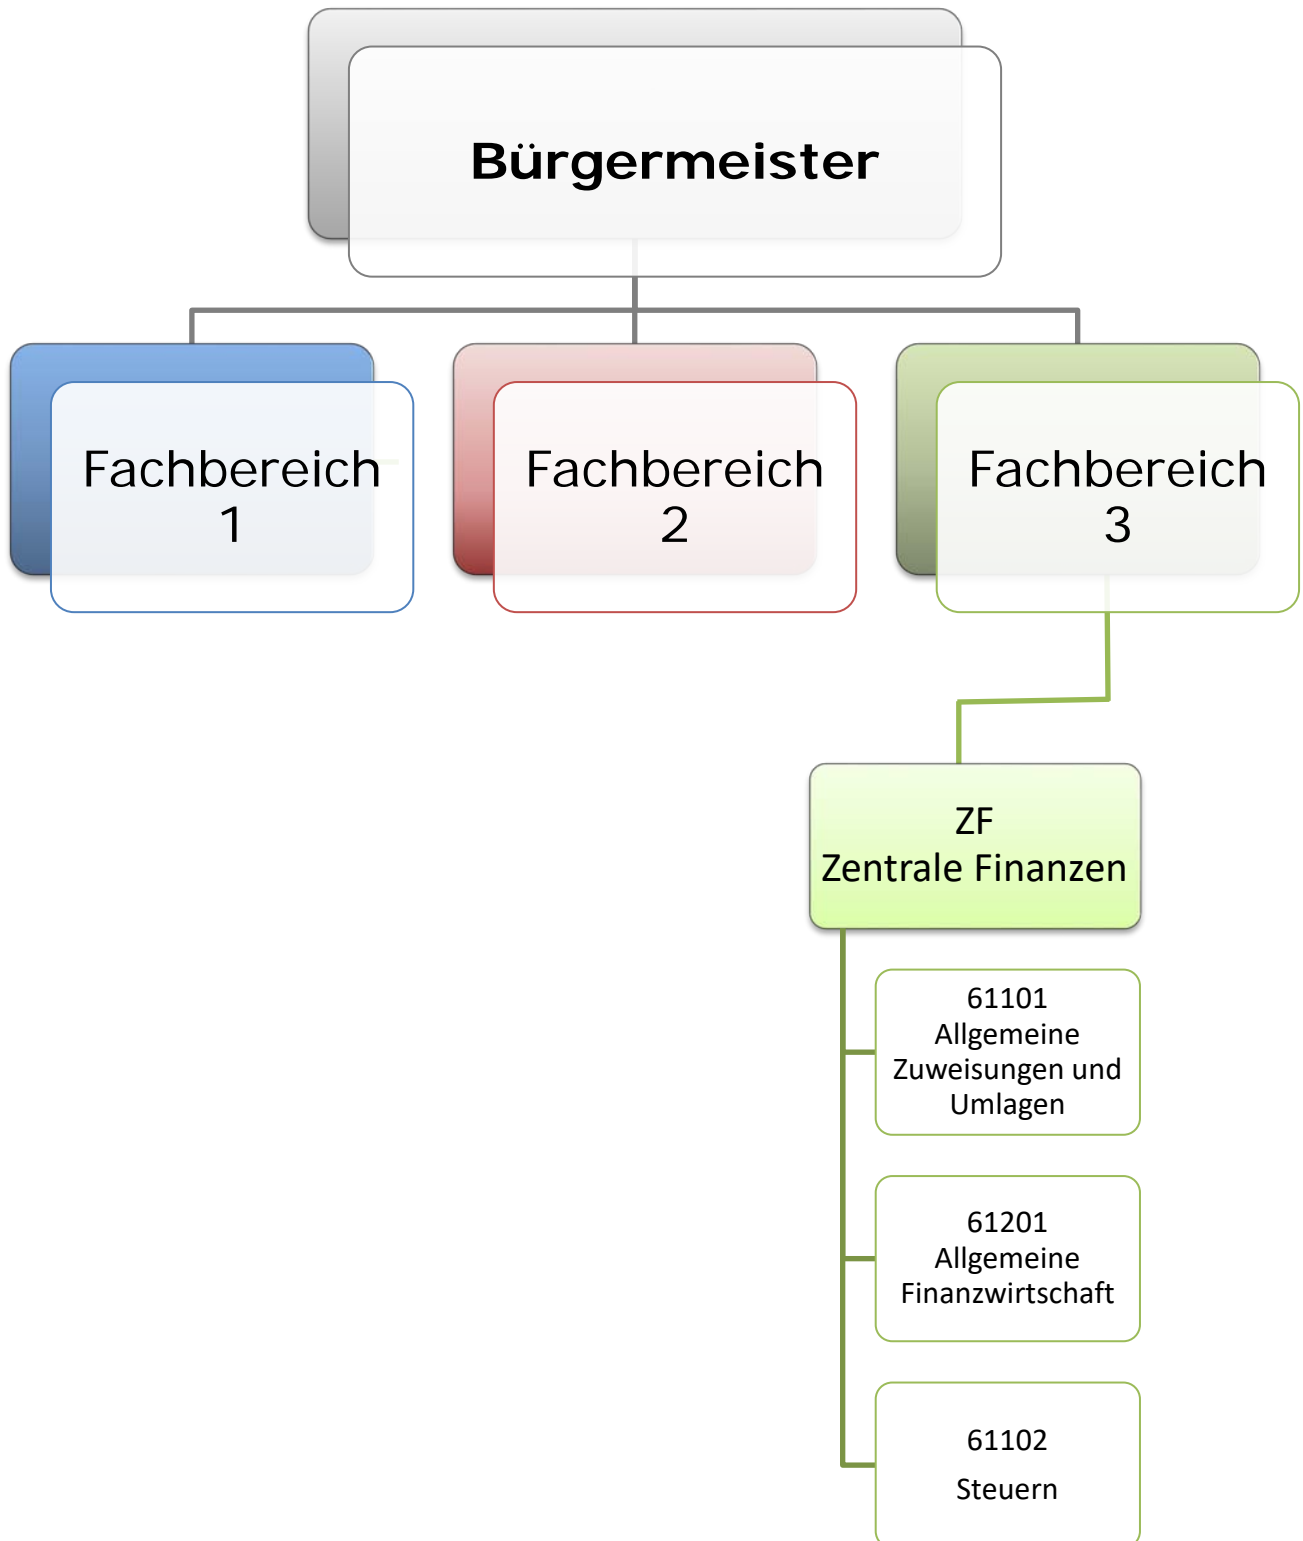 Bürgermeister
Fachbereich
1
Fachbereich
2
Fachbereich
3
ZF
Zentrale Finanzen
61101
Allgemeine
Zuweisungen und
Umlagen
61201
Allgemeine
Finanzwirtschaft
61102
Steuern